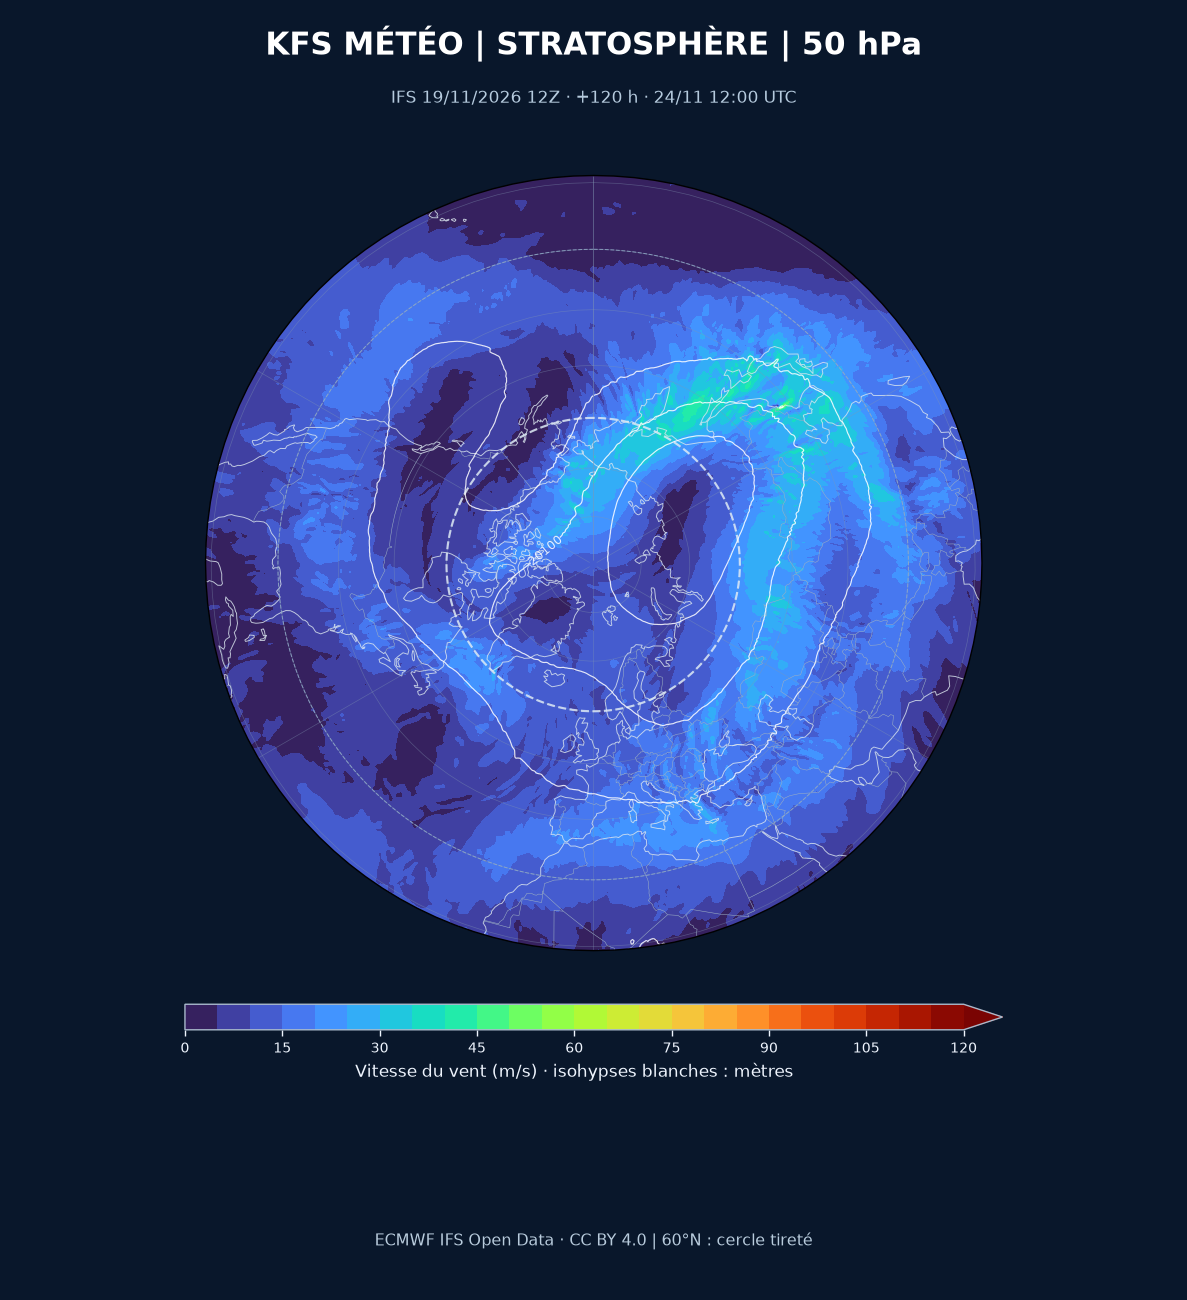 KFS MÉTÉO | STRATOSPHÈRE | 50 hPa
IFS 19/11/2026 12Z · +120 h · 24/11 12:00 UTC
0 15 30 45 60 75 90 105 120
Vitesse du vent (m/s) · isohypses blanches : mètres
ECMWF IFS Open Data · CC BY 4.0 | 60°N : cercle tireté